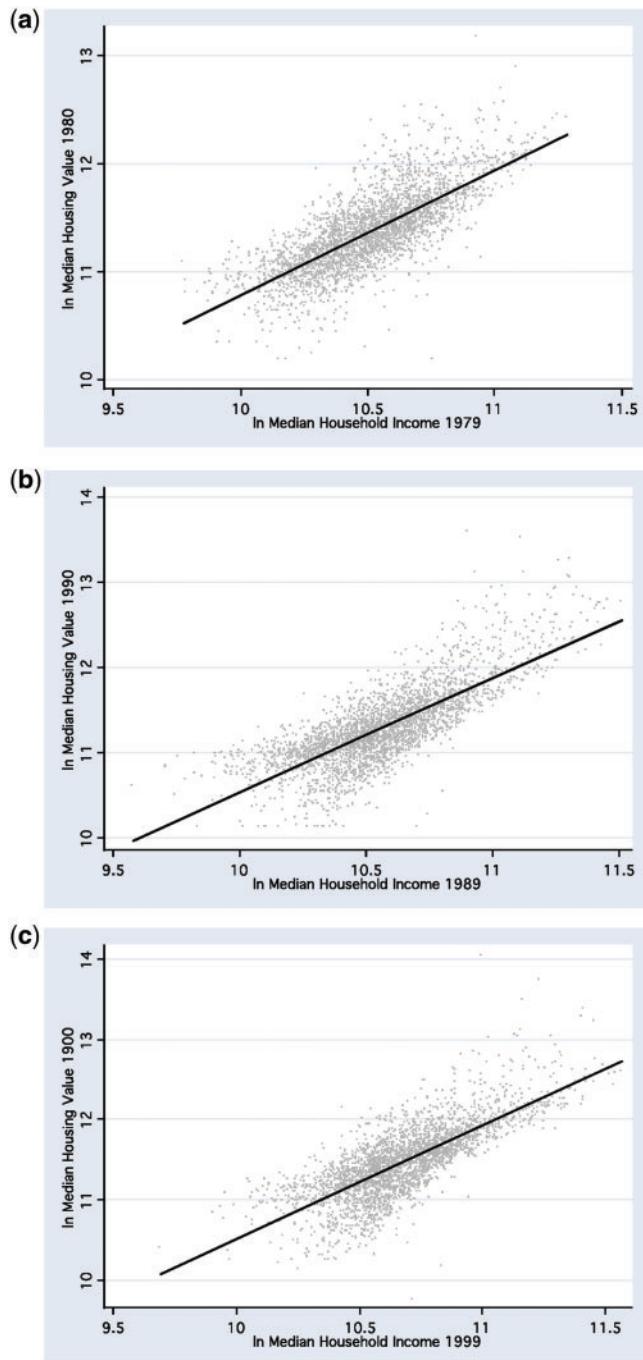 (a)
13
12
11
10
ln Median Housing Value 1980
9.5 10 10.5 11 11.5
ln Median Household Income 1979
(b)
14
13
12
11
10
ln Median Housing Value 1990
9.5 10 10.5 11 11.5
ln Median Household Income 1989
(c)
14
13
12
11
10
ln Median Housing Value 1900
9.5 10 10.5 11 11.5
ln Median Household Income 1999